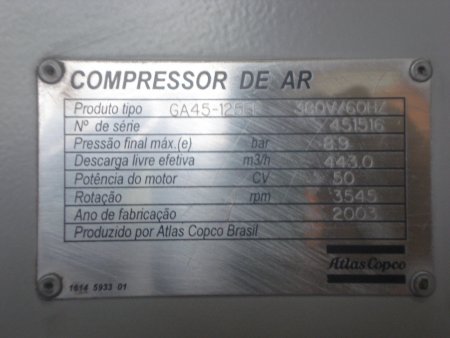 COMPRESSOR DE AR
Produto tipo GA45-125 380V/60Hz
Nº de série 451516
Pressão final máx.(e) bar 8.9
Descarga livre efetiva m3/h 443.0
Potência do motor CV 50
Rotação rpm 3545
Ano de fabricação 2003
Produzido por Atlas Copco Brasil
Atlas Copco
1614 5933 01